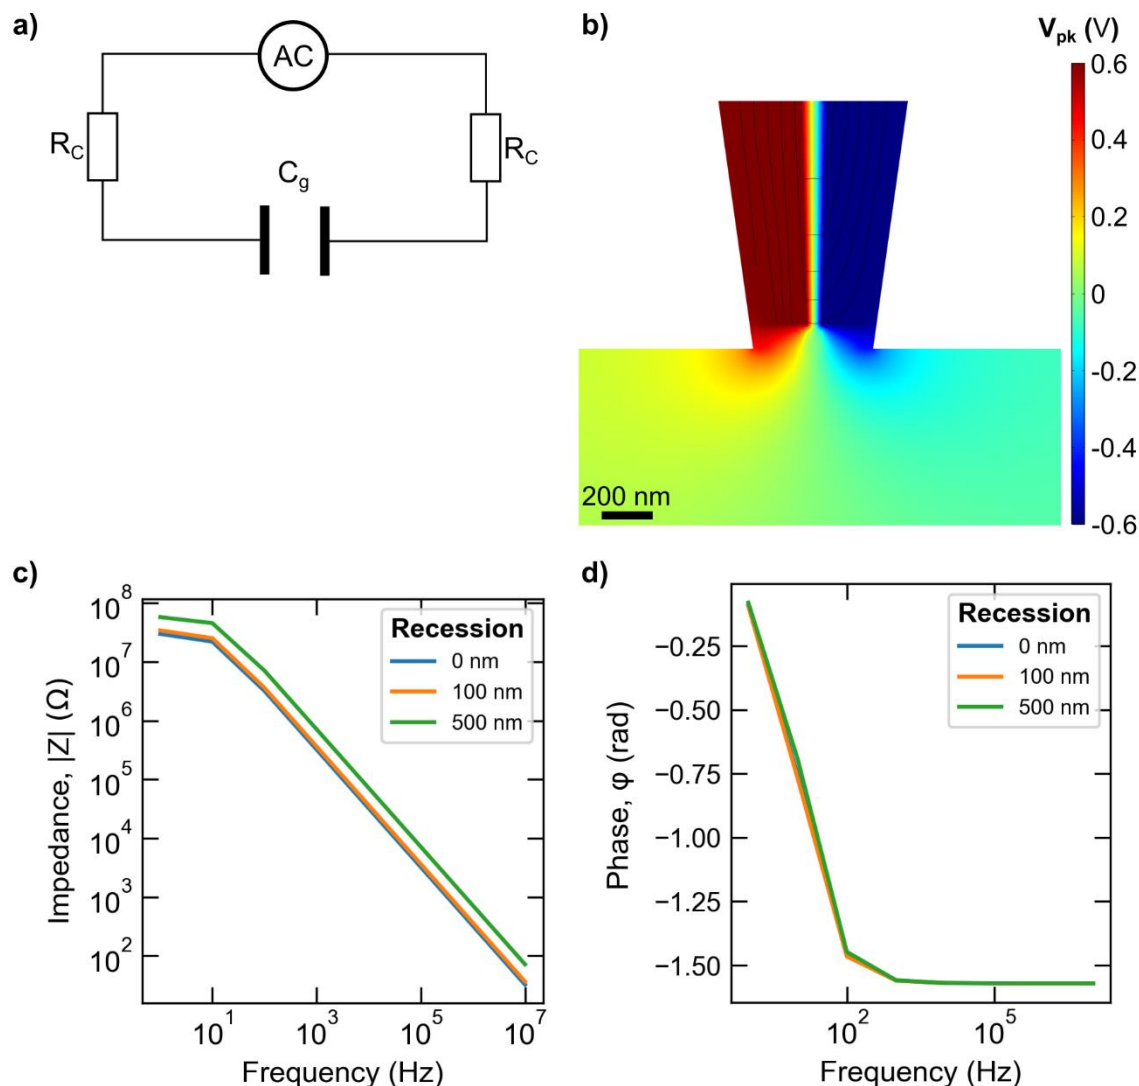 a)
AC
R_C
R_C
C_g
b)
V_pk (V)
0.6
0.4
0.2
0
-0.2
-0.4
-0.6
200 nm
c)
Impedance, |Z| (Ω)
10^8
10^7
10^6
10^5
10^4
10^3
10^2
Recession
0 nm
100 nm
500 nm
10^1 10^3 10^5 10^7
Frequency (Hz)
d)
Phase, φ (rad)
−0.25
−0.50
−0.75
−1.00
−1.25
−1.50
Recession
0 nm
100 nm
500 nm
10^2 10^5
Frequency (Hz)